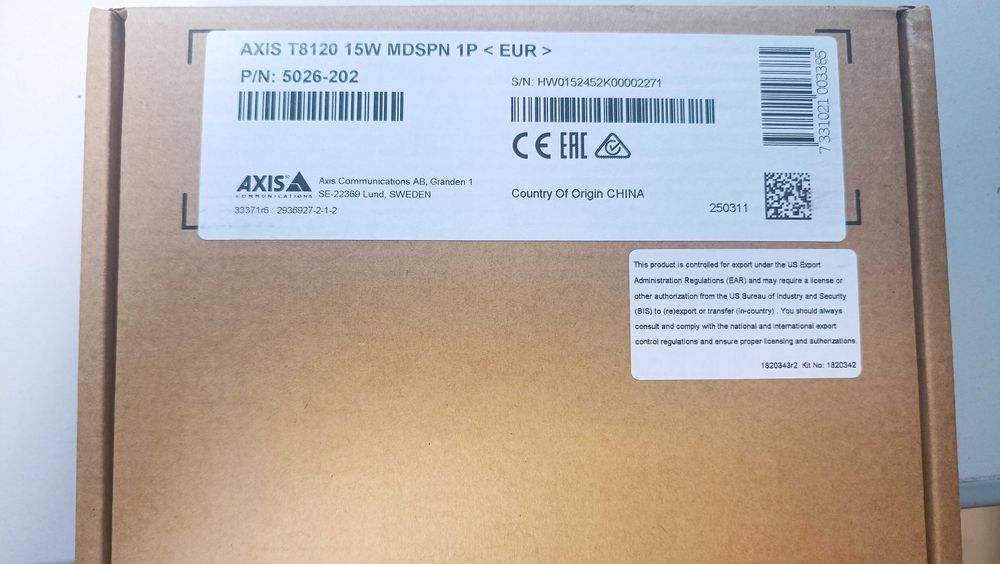 AXIS T8120 15W MDSPN 1P < EUR >
P/N: 5026-202
S/N: HW0152452K00002271
7 331021 003385
CE EAC
AXIS
COMMUNICATIONS
Axis Communications AB, Gränden 1
SE-22369 Lund, SWEDEN
33371r6 : 2936927-2-1-2
Country Of Origin CHINA
250311
This product is controlled for export under the US Export
Administration Regulations (EAR) and may require a license or
other authorization from the US Bureau of Industry and Security
(BIS) to (re)export or transfer (in-country) . You should always
consult and comply with the national and international export
control regulations and ensure proper licensing and authorizations.
1820343r2 Kit No: 1820342